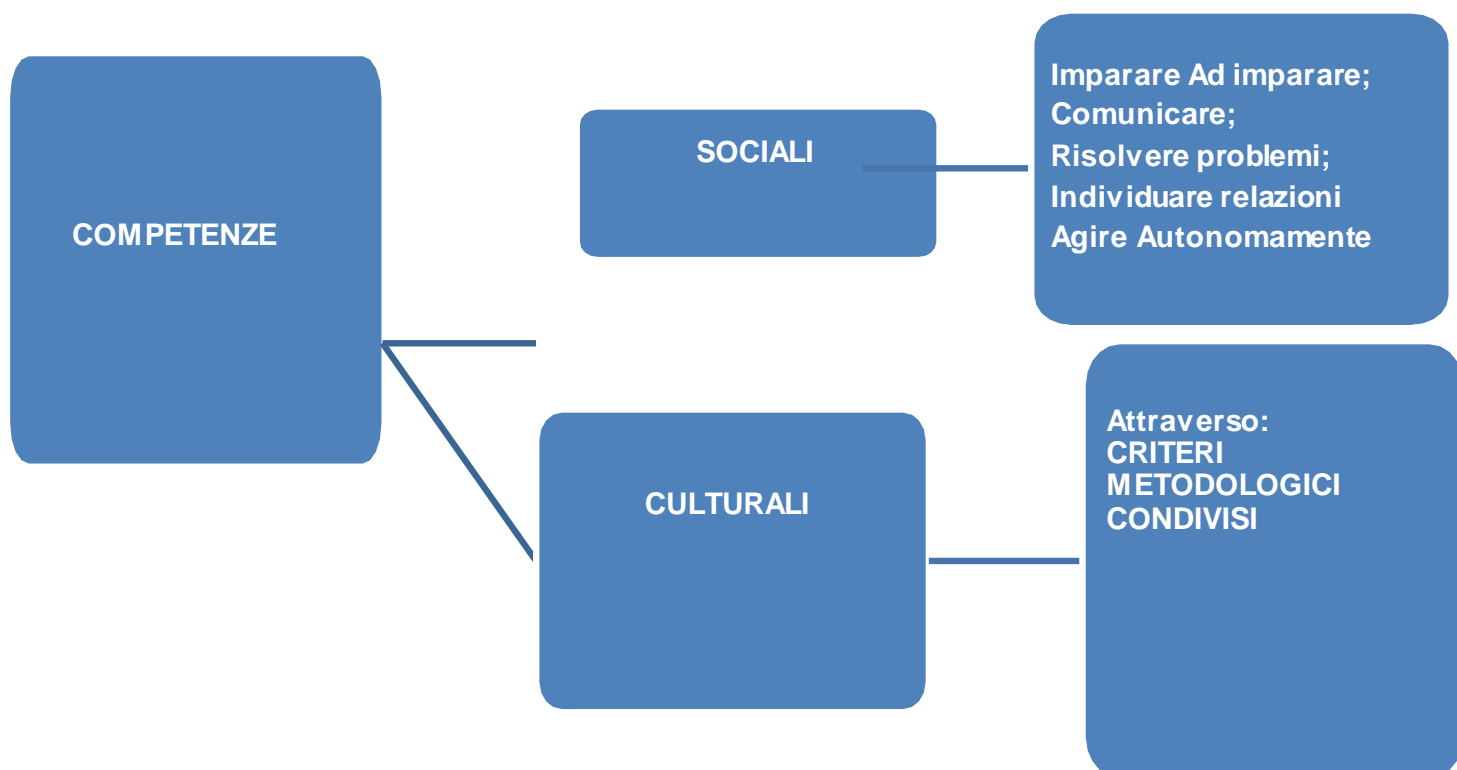 COMPETENZE
SOCIALI
Imparare Ad imparare;
Comunicare;
Risolvere problemi;
Individuare relazioni
Agire Autonomamente
CULTURALI
Attraverso:
CRITERI
METODOLOGICI
CONDIVISI